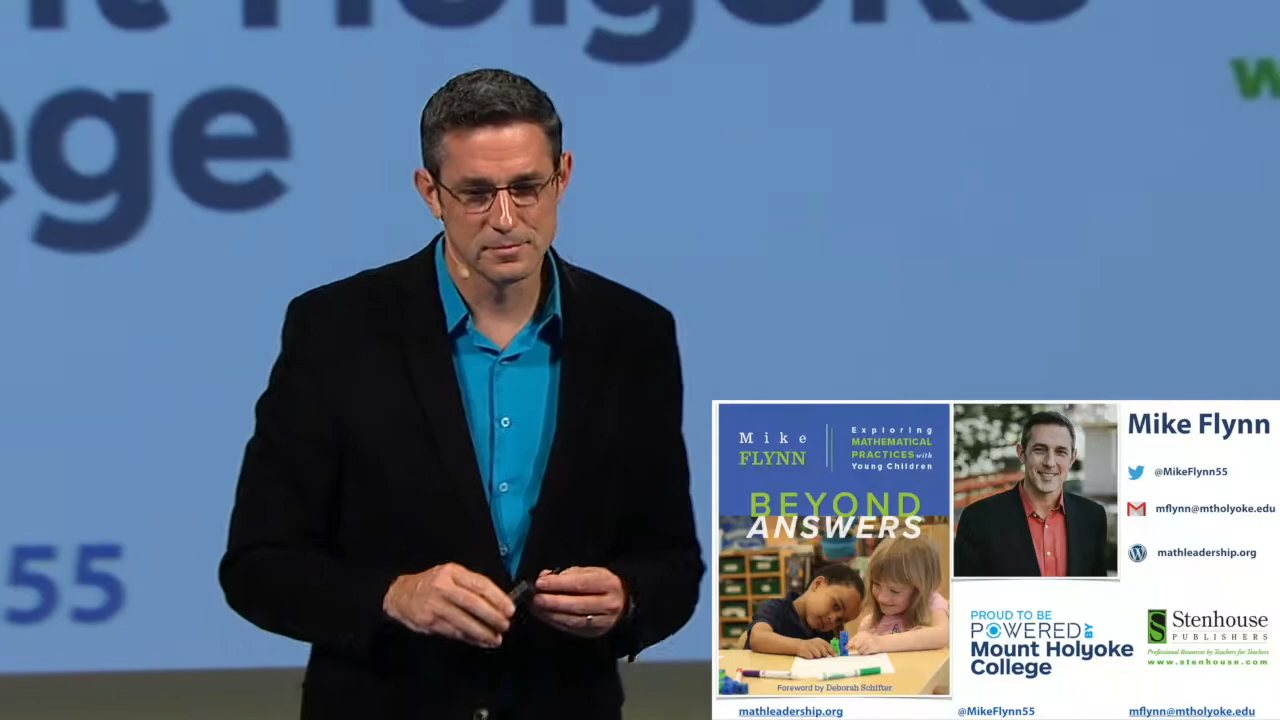 Holyoke
ege
w
55
Mike
FLYNN
Exploring
MATHEMATICAL
PRACTICES with
Young Children
BEYOND
ANSWERS
Foreword by Deborah Schifter
Mike Flynn
@MikeFlynn55
mflynn@mtholyoke.edu
mathleadership.org
PROUD TO BE
POWERED BY
Mount Holyoke
College
S Stenhouse
PUBLISHERS
Professional Resources by Teachers for Teachers
www.stenhouse.com
mathleadership.org
@MikeFlynn55
mflynn@mtholyoke.edu